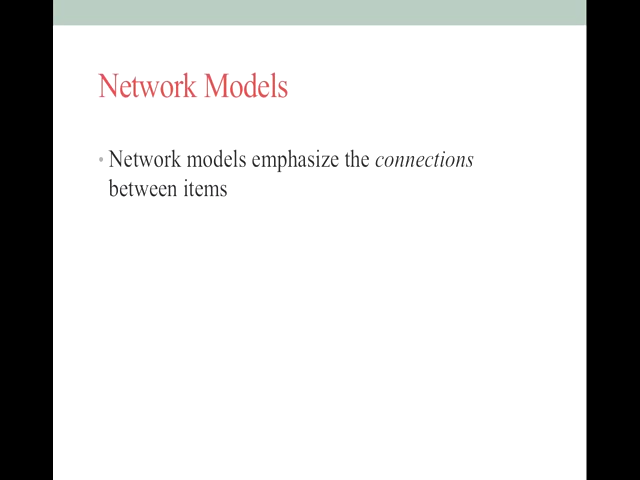 Network Models
• Network models emphasize the connections
between items